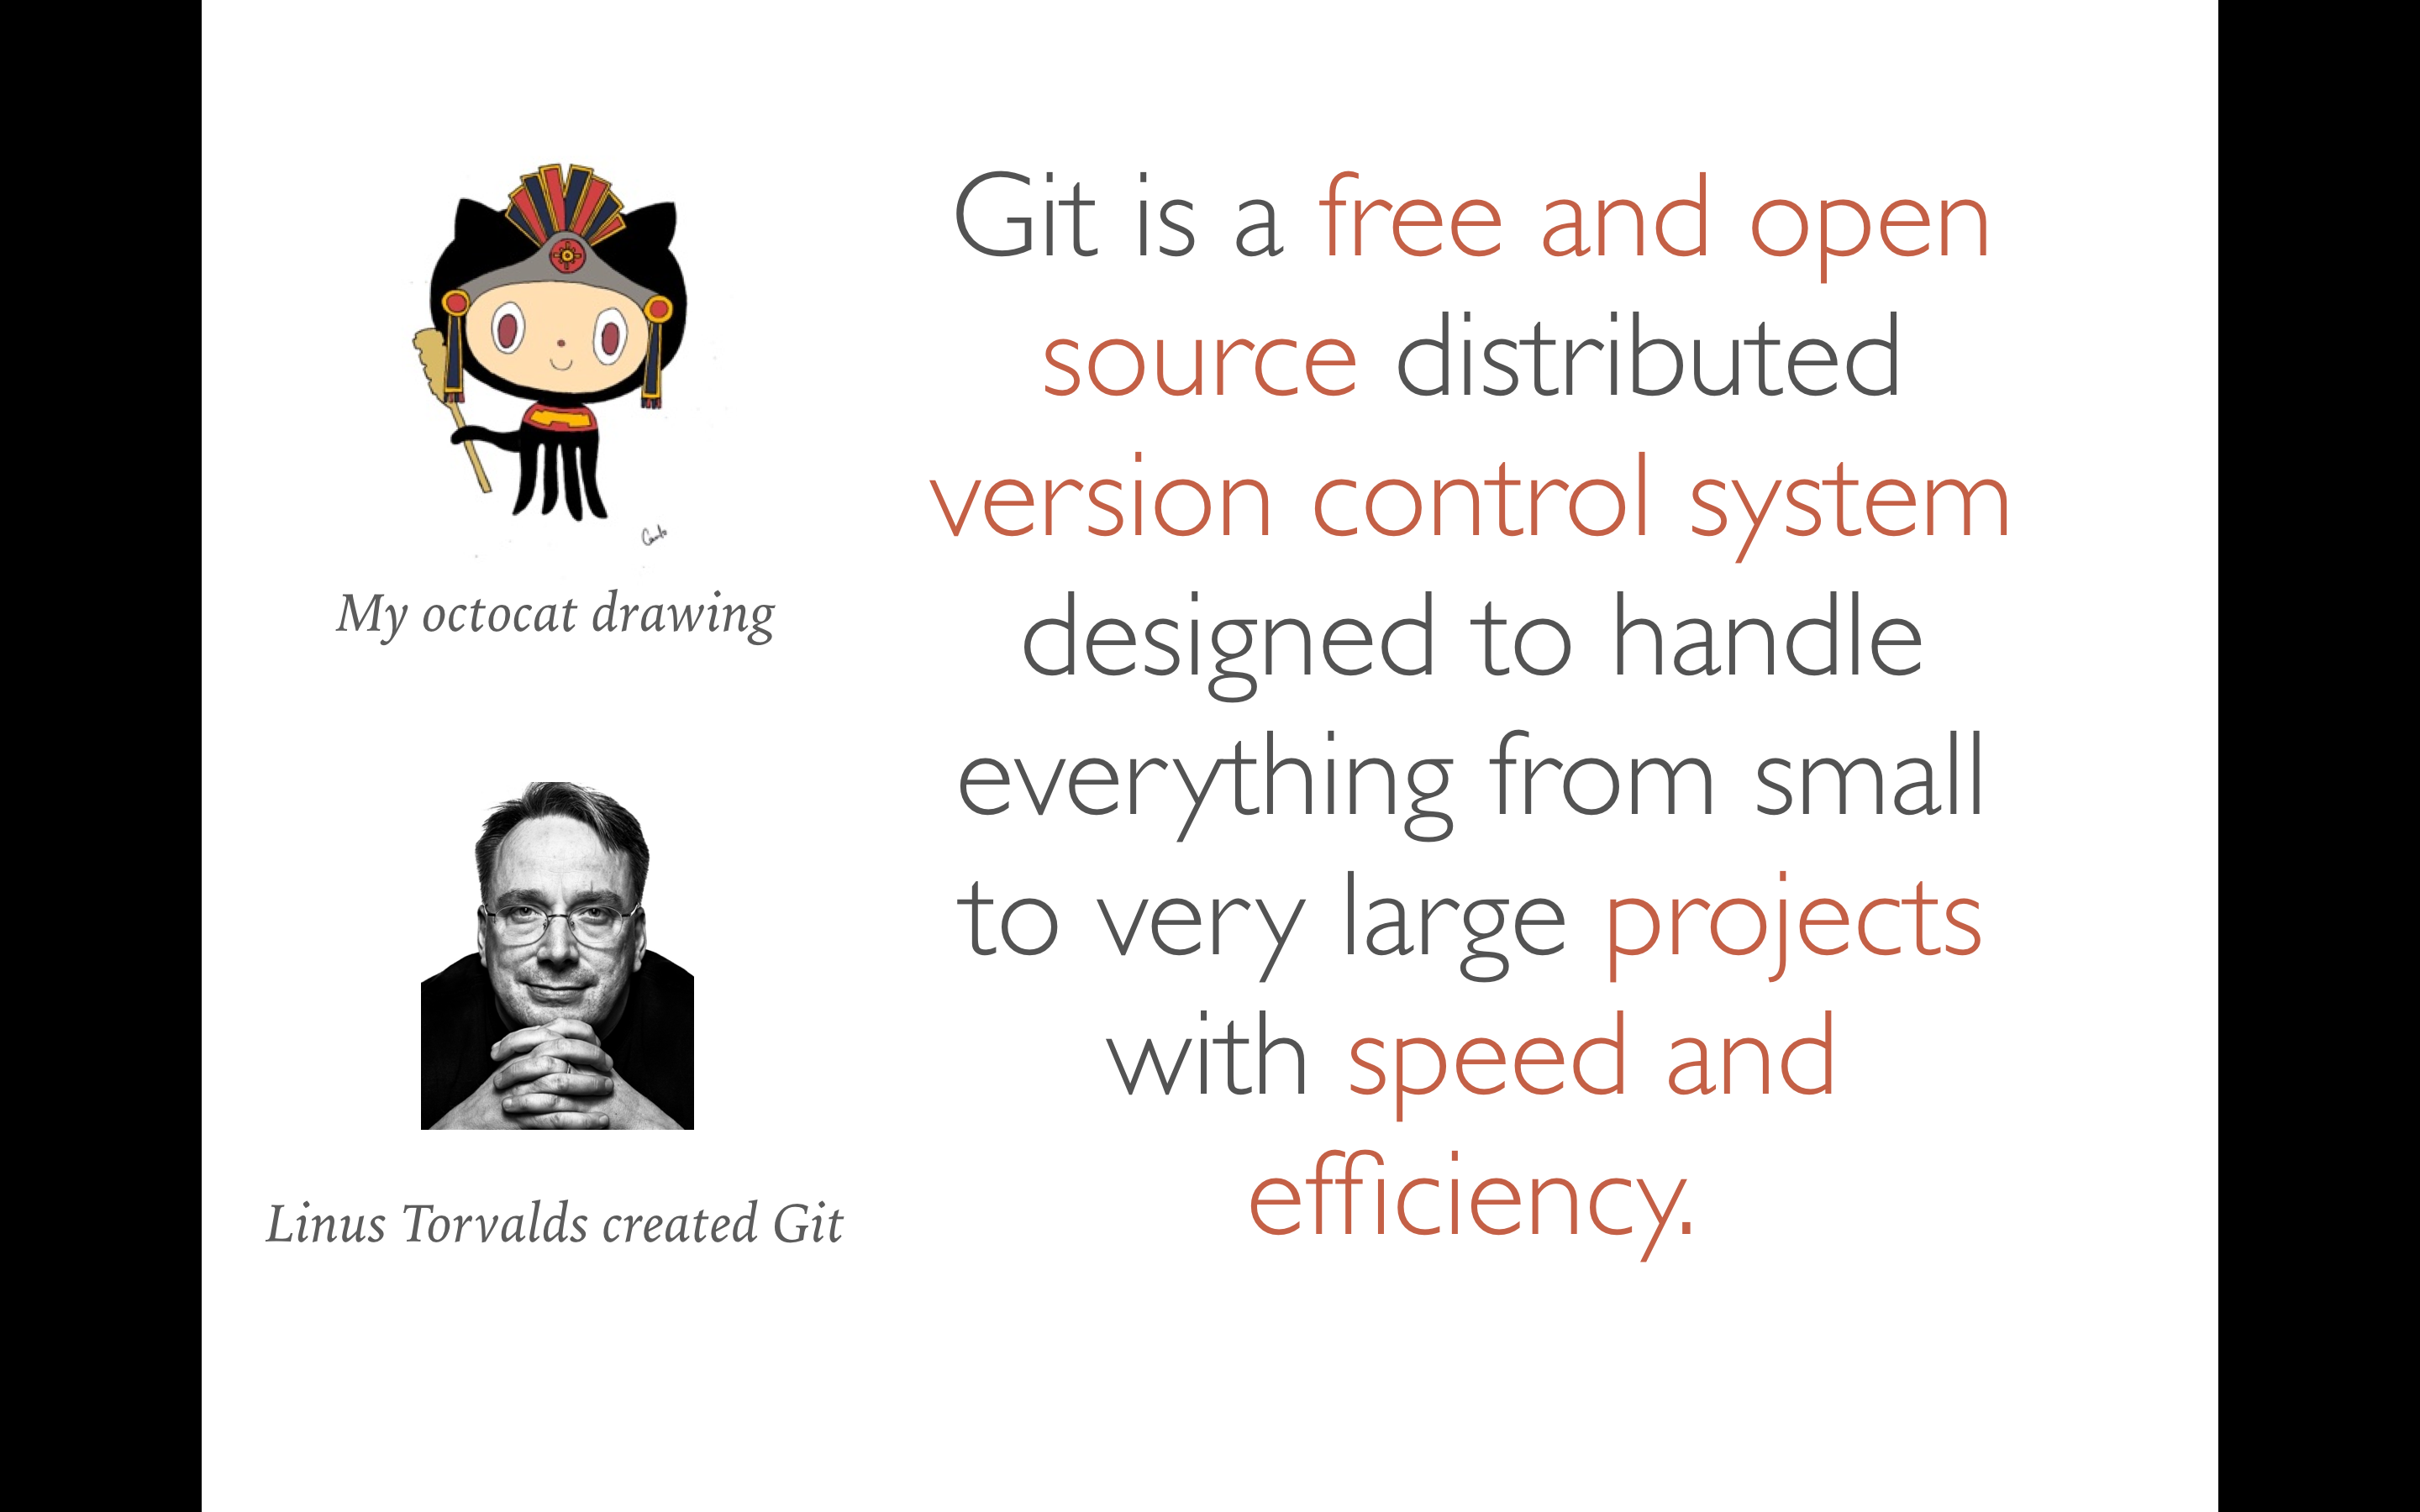 My octocat drawing
Linus Torvalds created Git
Git is a free and open
source distributed
version control system
designed to handle
everything from small
to very large projects
with speed and
efficiency.